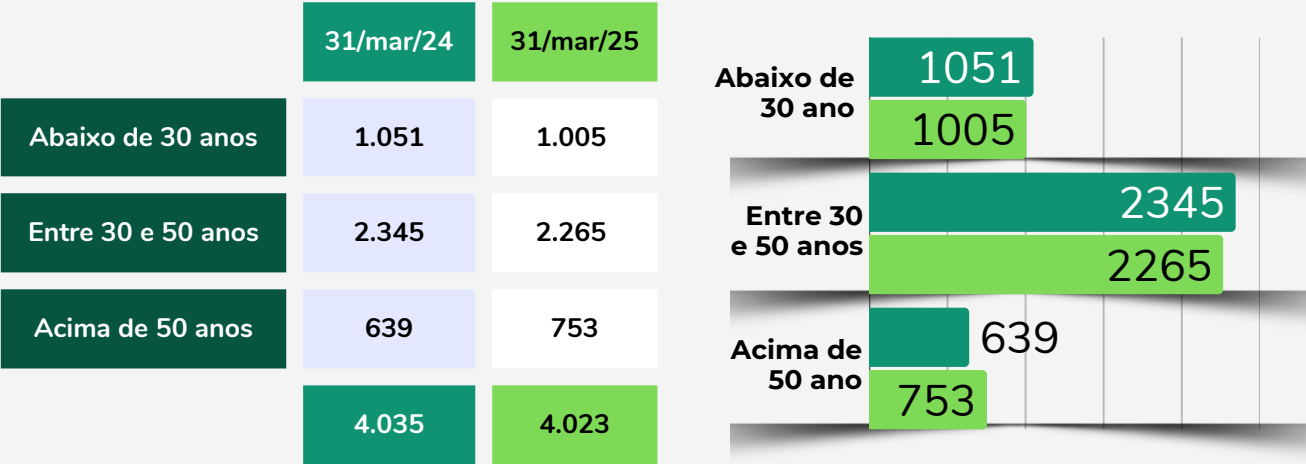 31/mar/24 31/mar/25
Abaixo de 30 anos 1.051 1.005
Entre 30 e 50 anos 2.345 2.265
Acima de 50 anos 639 753
4.035 4.023
Abaixo de
30 ano
1051
1005
Entre 30
e 50 anos
2345
2265
Acima de
50 ano
639
753